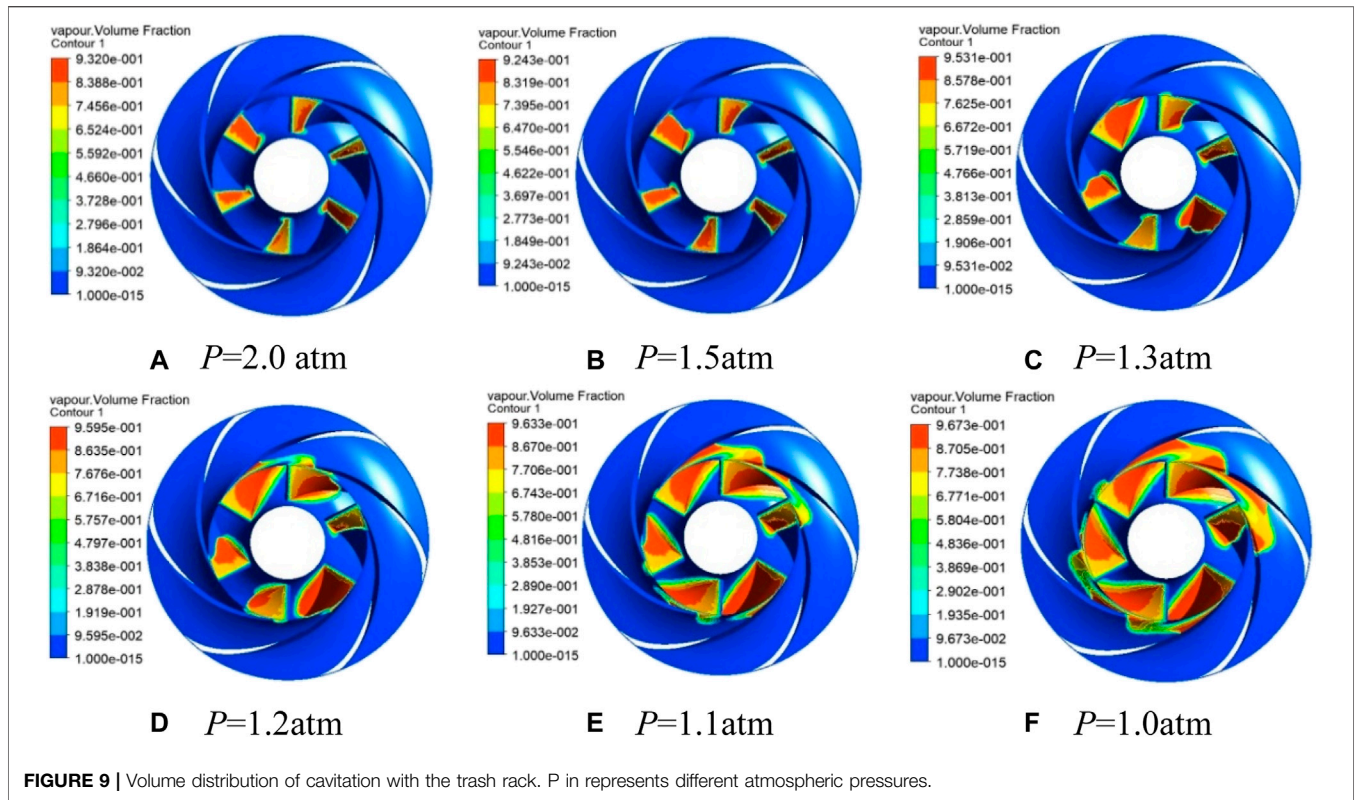 vapour.Volume Fraction
Contour 1
9.320e-001
8.388e-001
7.456e-001
6.524e-001
5.592e-001
4.660e-001
3.728e-001
2.796e-001
1.864e-001
9.320e-002
1.000e-015
A P=2.0 atm
vapour.Volume Fraction
Contour 1
9.243e-001
8.319e-001
7.395e-001
6.470e-001
5.546e-001
4.622e-001
3.697e-001
2.773e-001
1.849e-001
9.243e-002
1.000e-015
B P=1.5atm
vapour.Volume Fraction
Contour 1
9.531e-001
8.578e-001
7.625e-001
6.672e-001
5.719e-001
4.766e-001
3.813e-001
2.859e-001
1.906e-001
9.531e-002
1.000e-015
C P=1.3atm
vapour.Volume Fraction
Contour 1
9.595e-001
8.635e-001
7.676e-001
6.716e-001
5.757e-001
4.797e-001
3.838e-001
2.878e-001
1.919e-001
9.595e-002
1.000e-015
D P=1.2atm
vapour.Volume Fraction
Contour 1
9.633e-001
8.670e-001
7.706e-001
6.743e-001
5.780e-001
4.816e-001
3.853e-001
2.890e-001
1.927e-001
9.633e-002
1.000e-015
E P=1.1atm
vapour.Volume Fraction
Contour 1
9.673e-001
8.705e-001
7.738e-001
6.771e-001
5.804e-001
4.836e-001
3.869e-001
2.902e-001
1.935e-001
9.673e-002
1.000e-015
F P=1.0atm
FIGURE 9 | Volume distribution of cavitation with the trash rack. P in represents different atmospheric pressures.